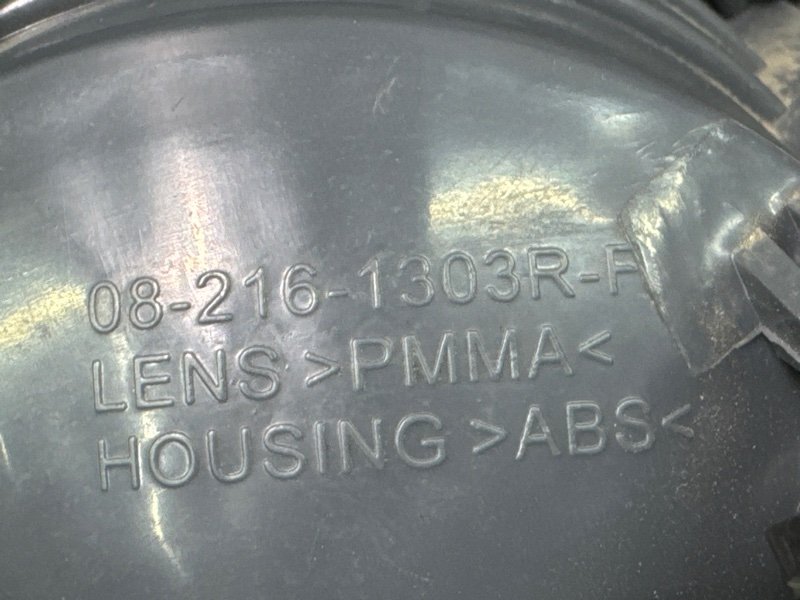 08-216-1303R-F
LENS >PMMA<
HOUSING >ABS<